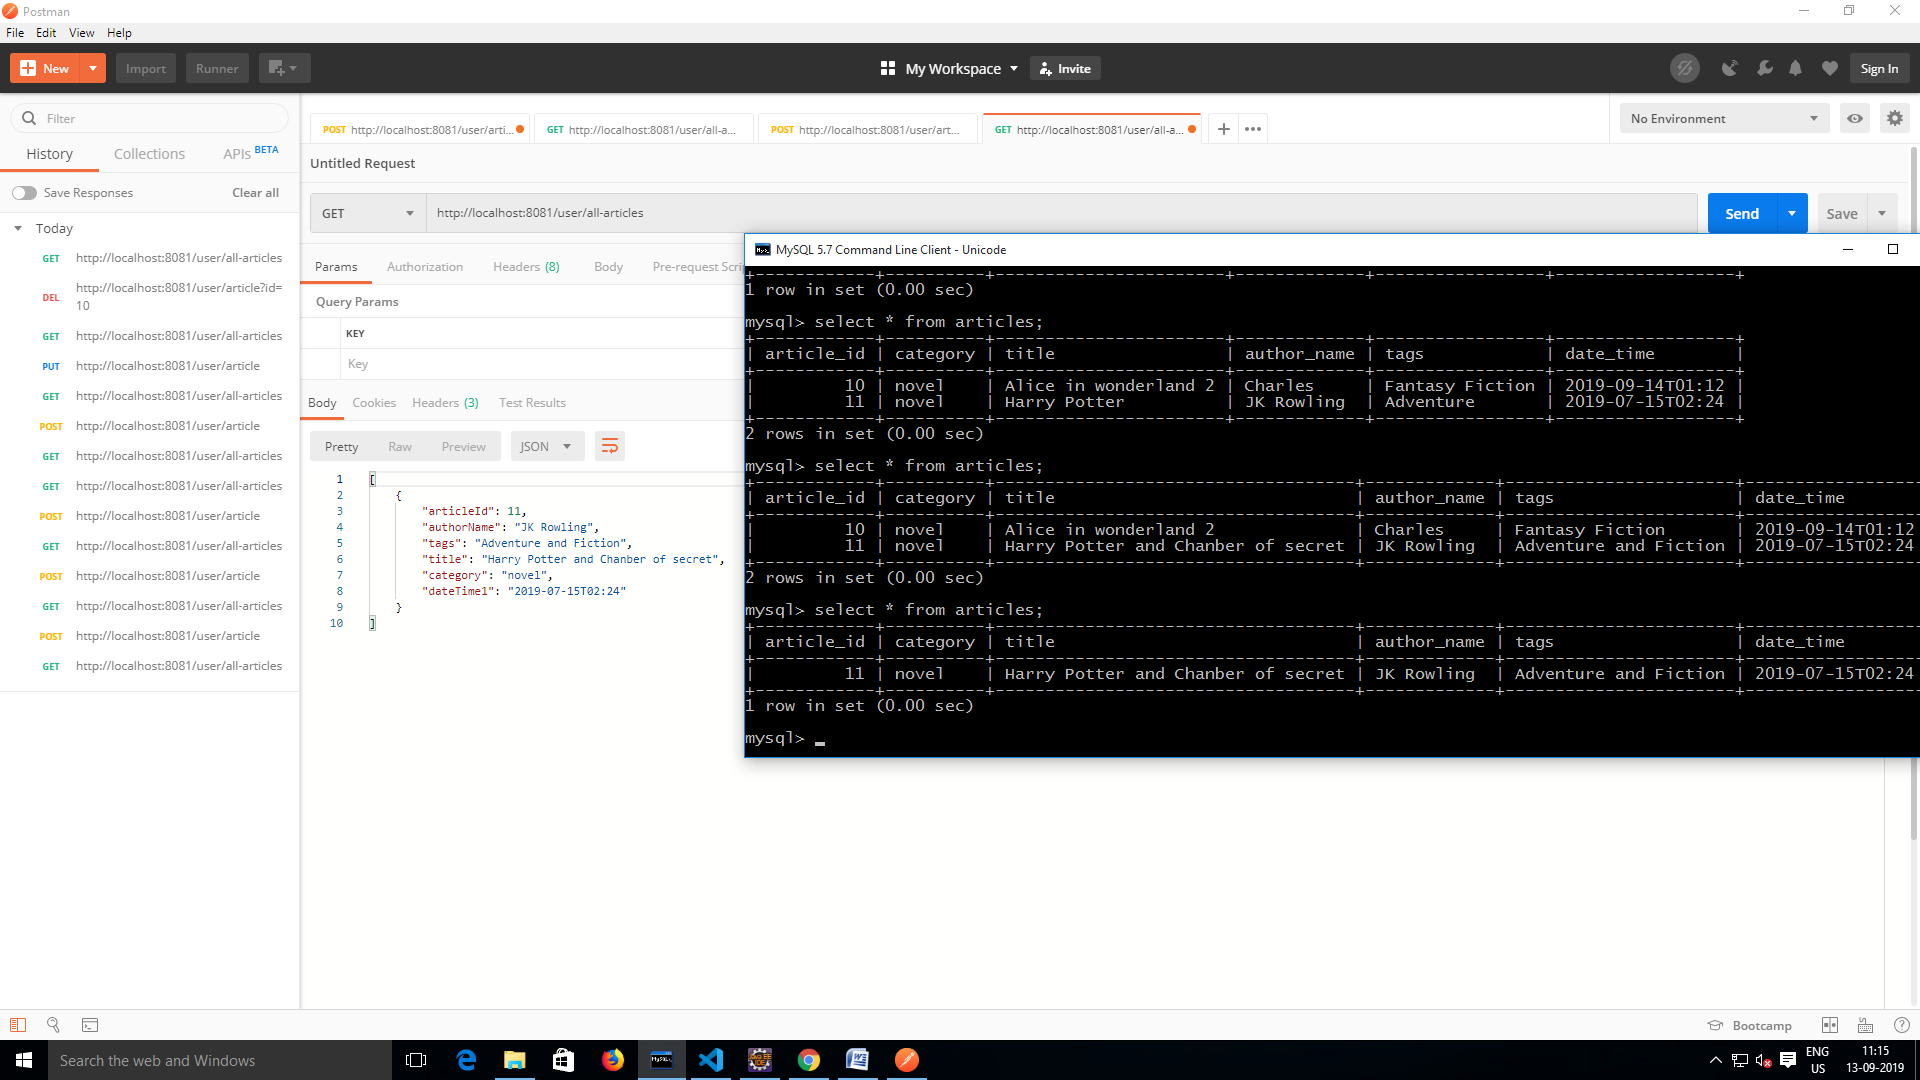 Postman
File Edit View Help
New Import Runner My Workspace Invite Sign In
Filter
History Collections APIs BETA
Save Responses Clear all
Today
GET http://localhost:8081/user/all-articles
DEL http://localhost:8081/user/article?id=
10
GET http://localhost:8081/user/all-articles
PUT http://localhost:8081/user/article
GET http://localhost:8081/user/all-articles
POST http://localhost:8081/user/article
GET http://localhost:8081/user/all-articles
GET http://localhost:8081/user/all-articles
POST http://localhost:8081/user/article
GET http://localhost:8081/user/all-articles
POST http://localhost:8081/user/article
GET http://localhost:8081/user/all-articles
POST http://localhost:8081/user/article
GET http://localhost:8081/user/all-articles
POST http://localhost:8081/user/arti... GET http://localhost:8081/user/all-a... POST http://localhost:8081/user/art... GET http://localhost:8081/user/all-a... + ••• No Environment
Untitled Request
GET http://localhost:8081/user/all-articles Send Save
Params Authorization Headers (8) Body Pre-request Scri
Query Params
KEY
Key
Body Cookies Headers (3) Test Results
Pretty Raw Preview JSON
1 [
2 {
3 "articleId": 11,
4 "authorName": "JK Rowling",
5 "tags": "Adventure and Fiction",
6 "title": "Harry Potter and Chanber of secret",
7 "category": "novel",
8 "dateTime1": "2019-07-15T02:24"
9 }
10 ]
MySQL 5.7 Command Line Client - Unicode
+------------+----------+-----------------------+-------------+-----------------+------------------+
1 row in set (0.00 sec)
mysql> select * from articles;
+------------+----------+-----------------------+-------------+-----------------+------------------+
| article_id | category | title | author_name | tags | date_time |
+------------+----------+-----------------------+-------------+-----------------+------------------+
| 10 | novel | Alice in wonderland 2 | Charles | Fantasy Fiction | 2019-09-14T01:12 |
| 11 | novel | Harry Potter | JK Rowling | Adventure | 2019-07-15T02:24 |
+------------+----------+-----------------------+-------------+-----------------+------------------+
2 rows in set (0.00 sec)
mysql> select * from articles;
+------------+----------+------------------------------------+-------------+-----------------------+------------------
| article_id | category | title | author_name | tags | date_time
+------------+----------+------------------------------------+-------------+-----------------------+------------------
| 10 | novel | Alice in wonderland 2 | Charles | Fantasy Fiction | 2019-09-14T01:12
| 11 | novel | Harry Potter and Chanber of secret | JK Rowling | Adventure and Fiction | 2019-07-15T02:24
+------------+----------+------------------------------------+-------------+-----------------------+------------------
2 rows in set (0.00 sec)
mysql> select * from articles;
+------------+----------+------------------------------------+-------------+-----------------------+------------------
| article_id | category | title | author_name | tags | date_time
+------------+----------+------------------------------------+-------------+-----------------------+------------------
| 11 | novel | Harry Potter and Chanber of secret | JK Rowling | Adventure and Fiction | 2019-07-15T02:24
+------------+----------+------------------------------------+-------------+-----------------------+------------------
1 row in set (0.00 sec)
mysql> _
Bootcamp
Search the web and Windows
ENG
US
11:15
13-09-2019